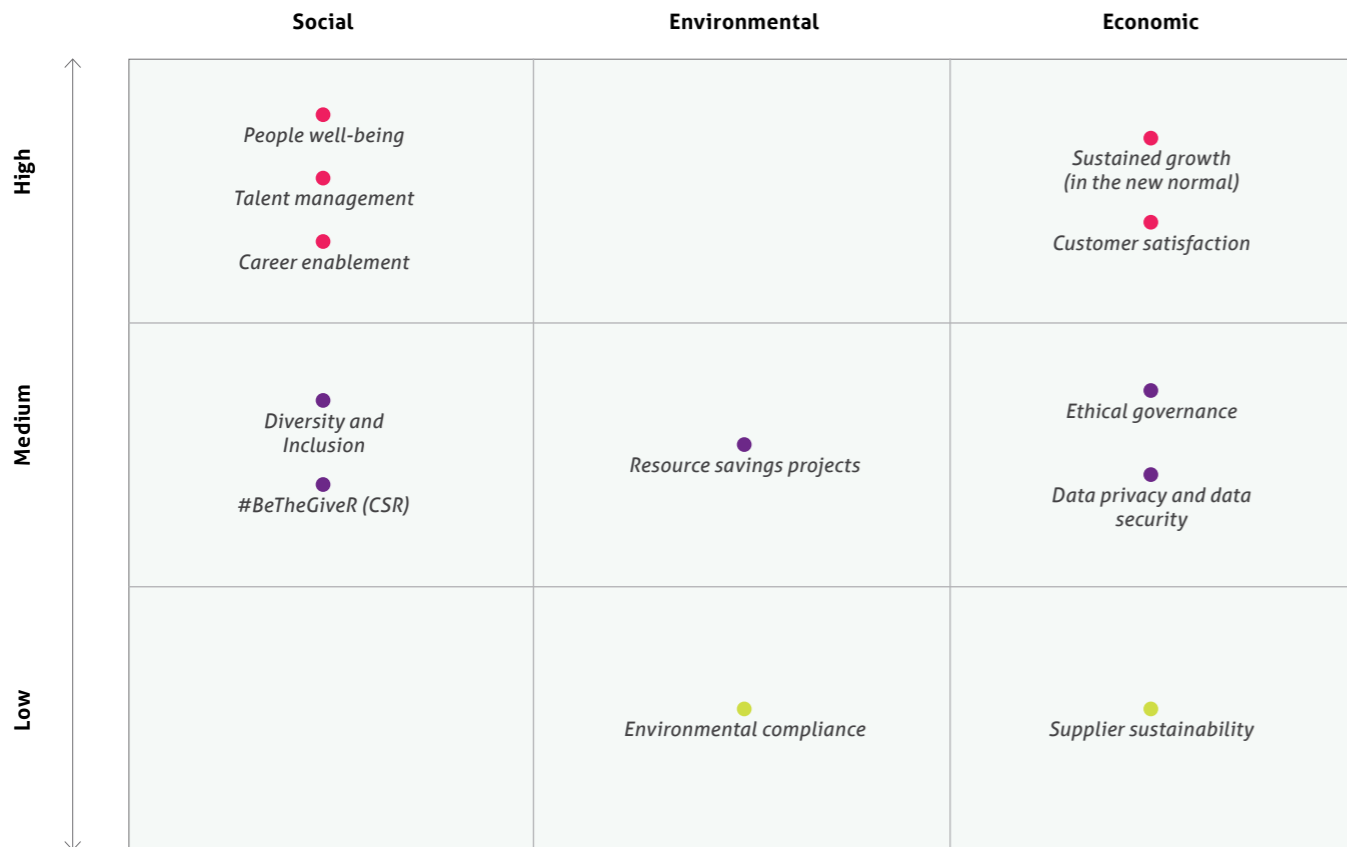 Social
Environmental
Economic
High
People well-being
Talent management
Career enablement
Sustained growth
(in the new normal)
Customer satisfaction
Medium
Diversity and
Inclusion
#BeTheGiveR (CSR)
Resource savings projects
Ethical governance
Data privacy and data
security
Low
Environmental compliance
Supplier sustainability